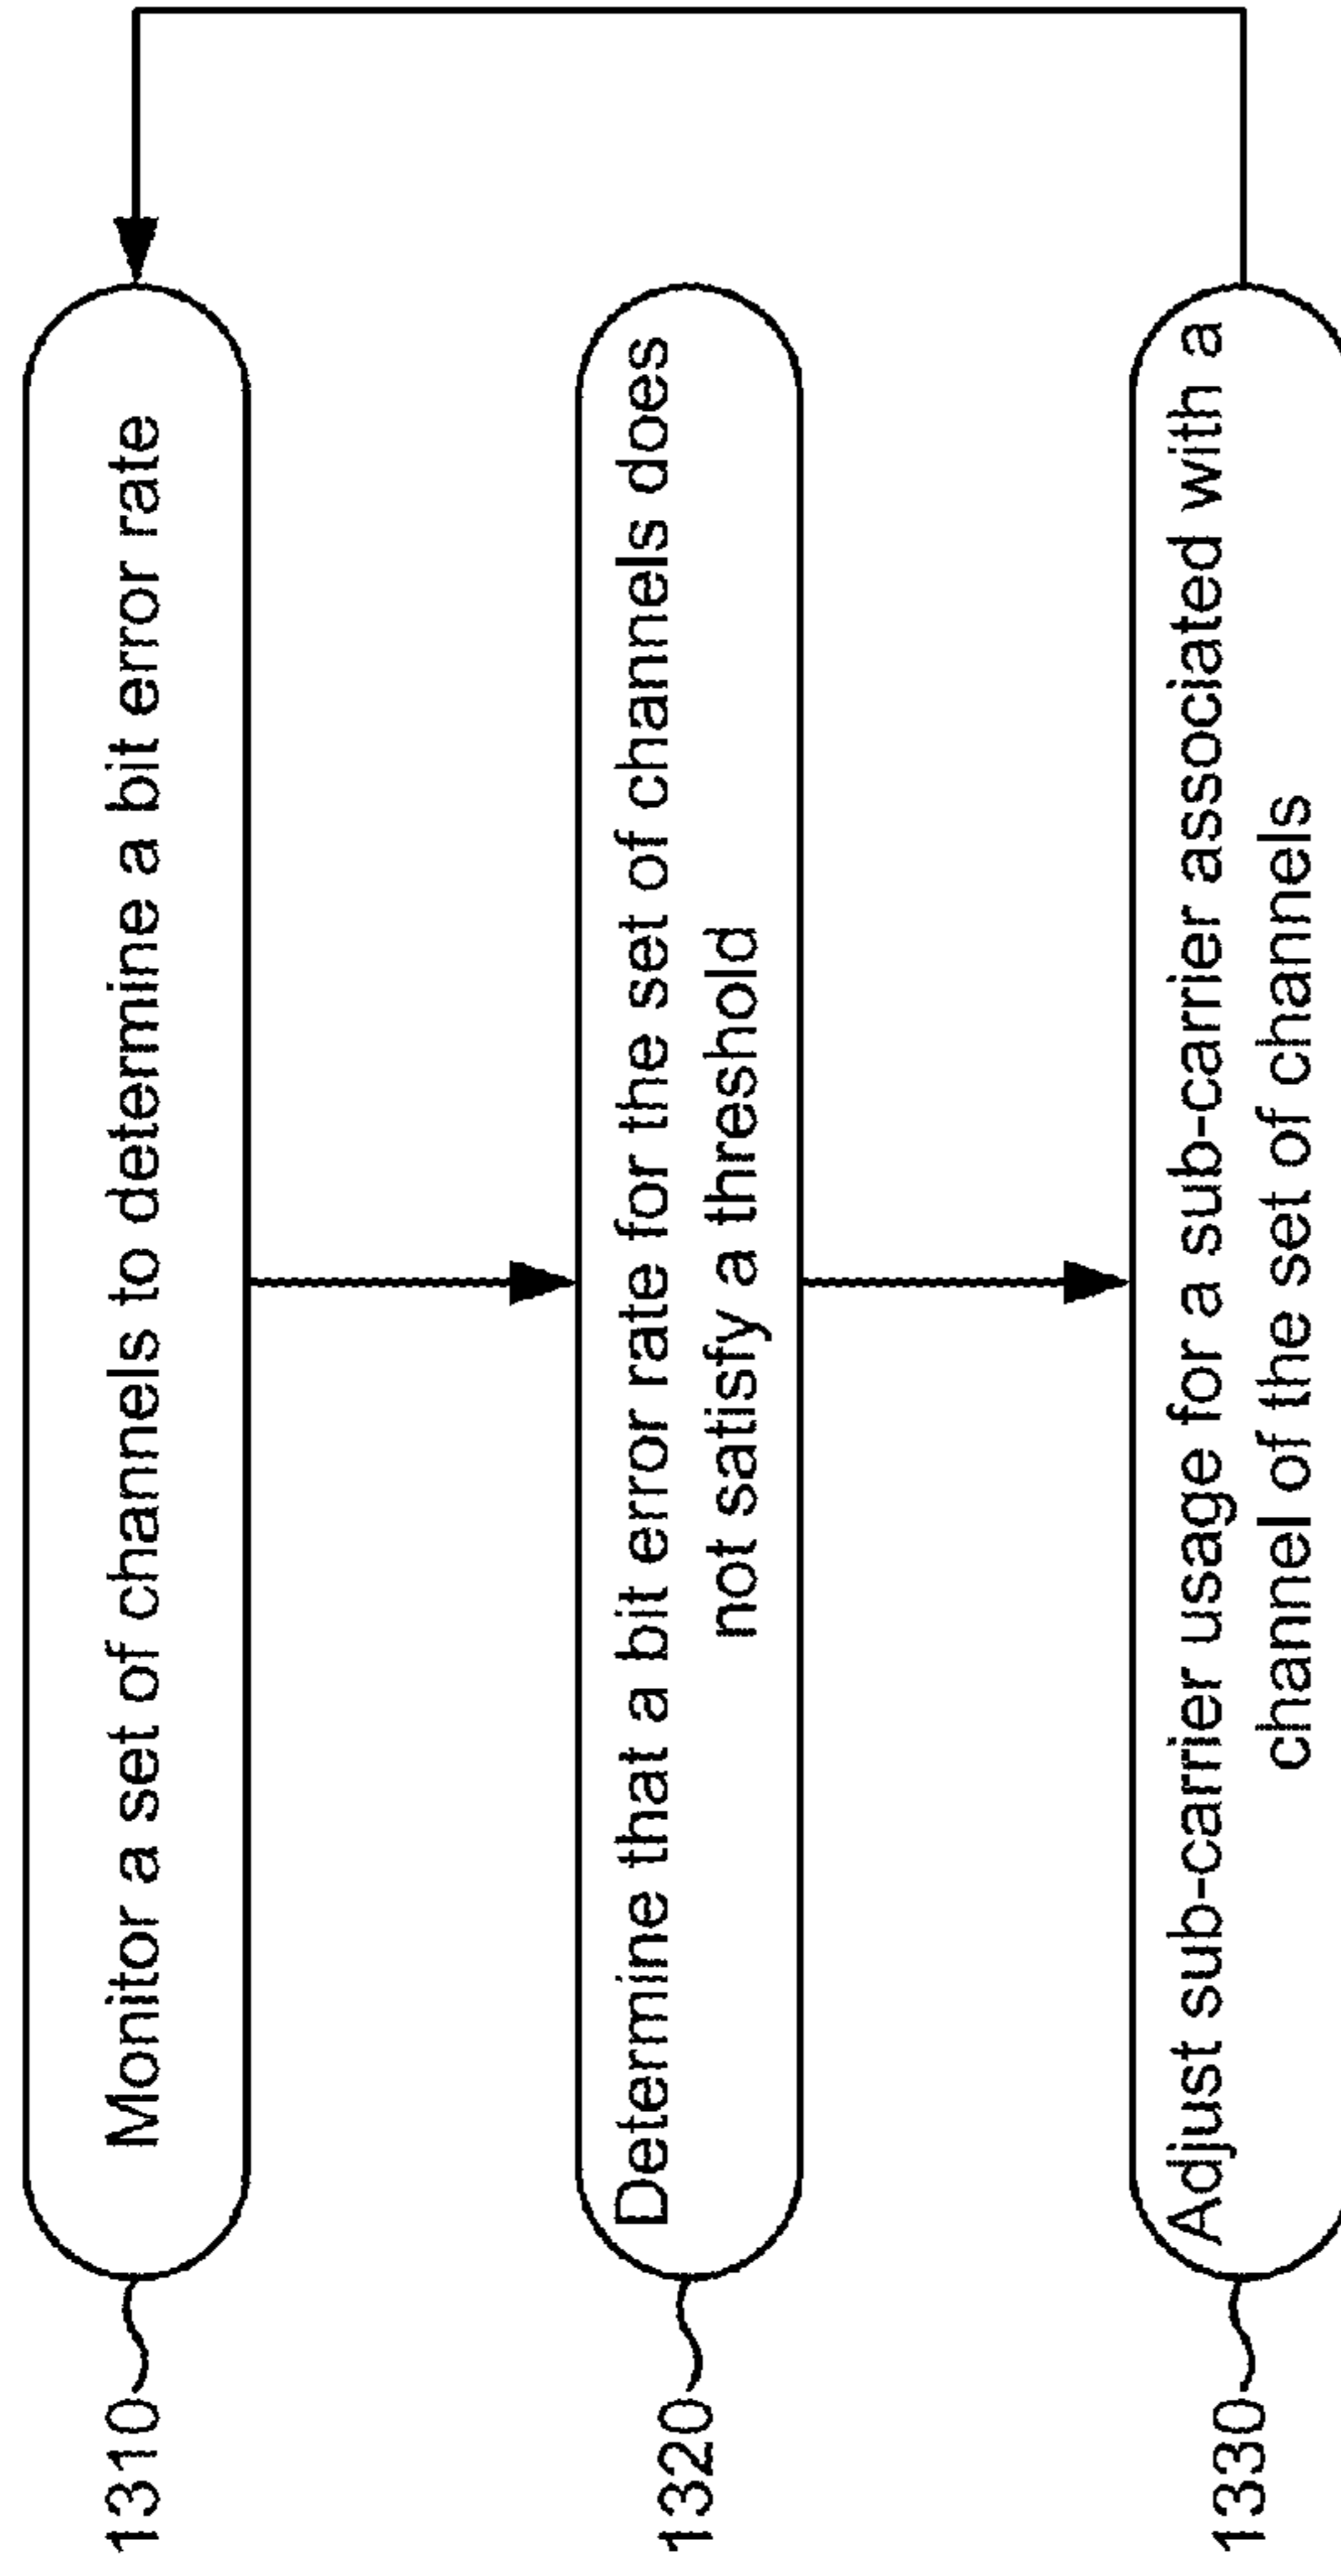 1310
Monitor a set of channels to determine a bit error rate
1320
Determine that a bit error rate for the set of channels does
not satisfy a threshold
1330
Adjust sub-carrier usage for a sub-carrier associated with a
channel of the set of channels